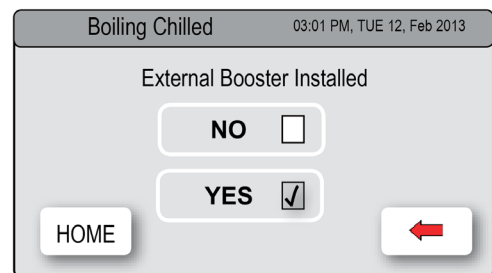 Boiling Chilled 03:01 PM, TUE 12, Feb 2013
External Booster Installed
NO
YES
HOME